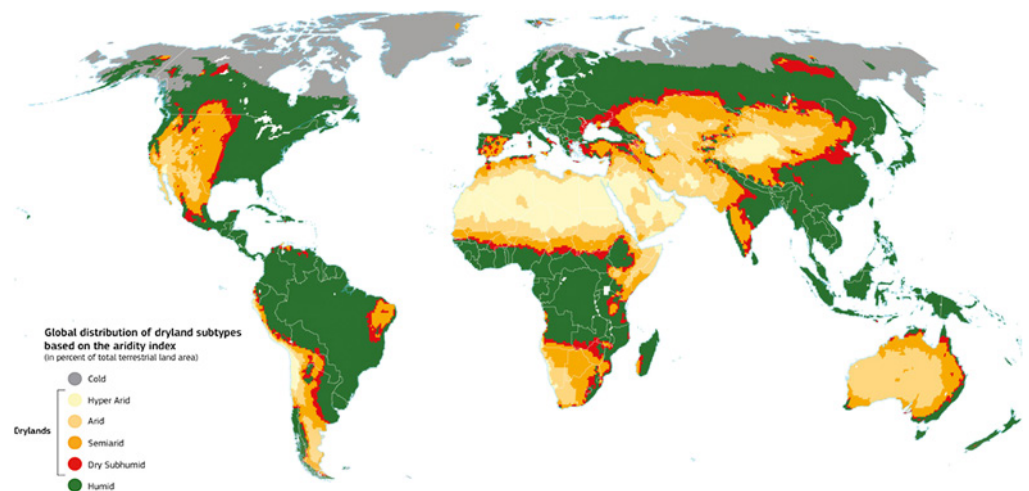 Global distribution of dryland subtypes
based on the aridity index
(in percent of total terrestrial land area)
Cold
Hyper Arid
Arid
Drylands
Semiarid
Dry Subhumid
Humid